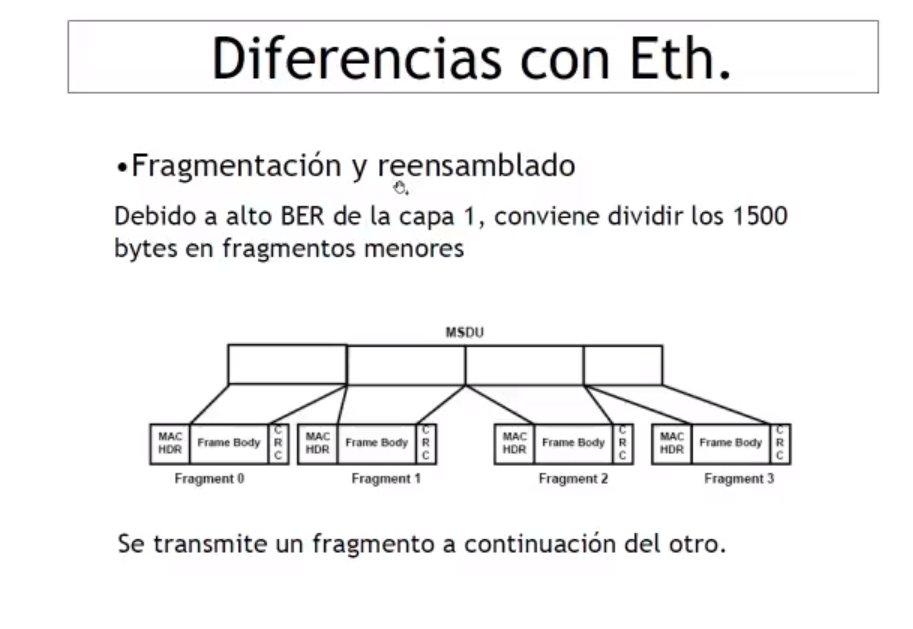 Diferencias con Eth.
•Fragmentación y reensamblado
Debido a alto BER de la capa 1, conviene dividir los 1500
bytes en fragmentos menores
MSDU
MAC HDR Frame Body CRC MAC HDR Frame Body CRC MAC HDR Frame Body CRC MAC HDR Frame Body CRC
Fragment 0 Fragment 1 Fragment 2 Fragment 3
Se transmite un fragmento a continuación del otro.